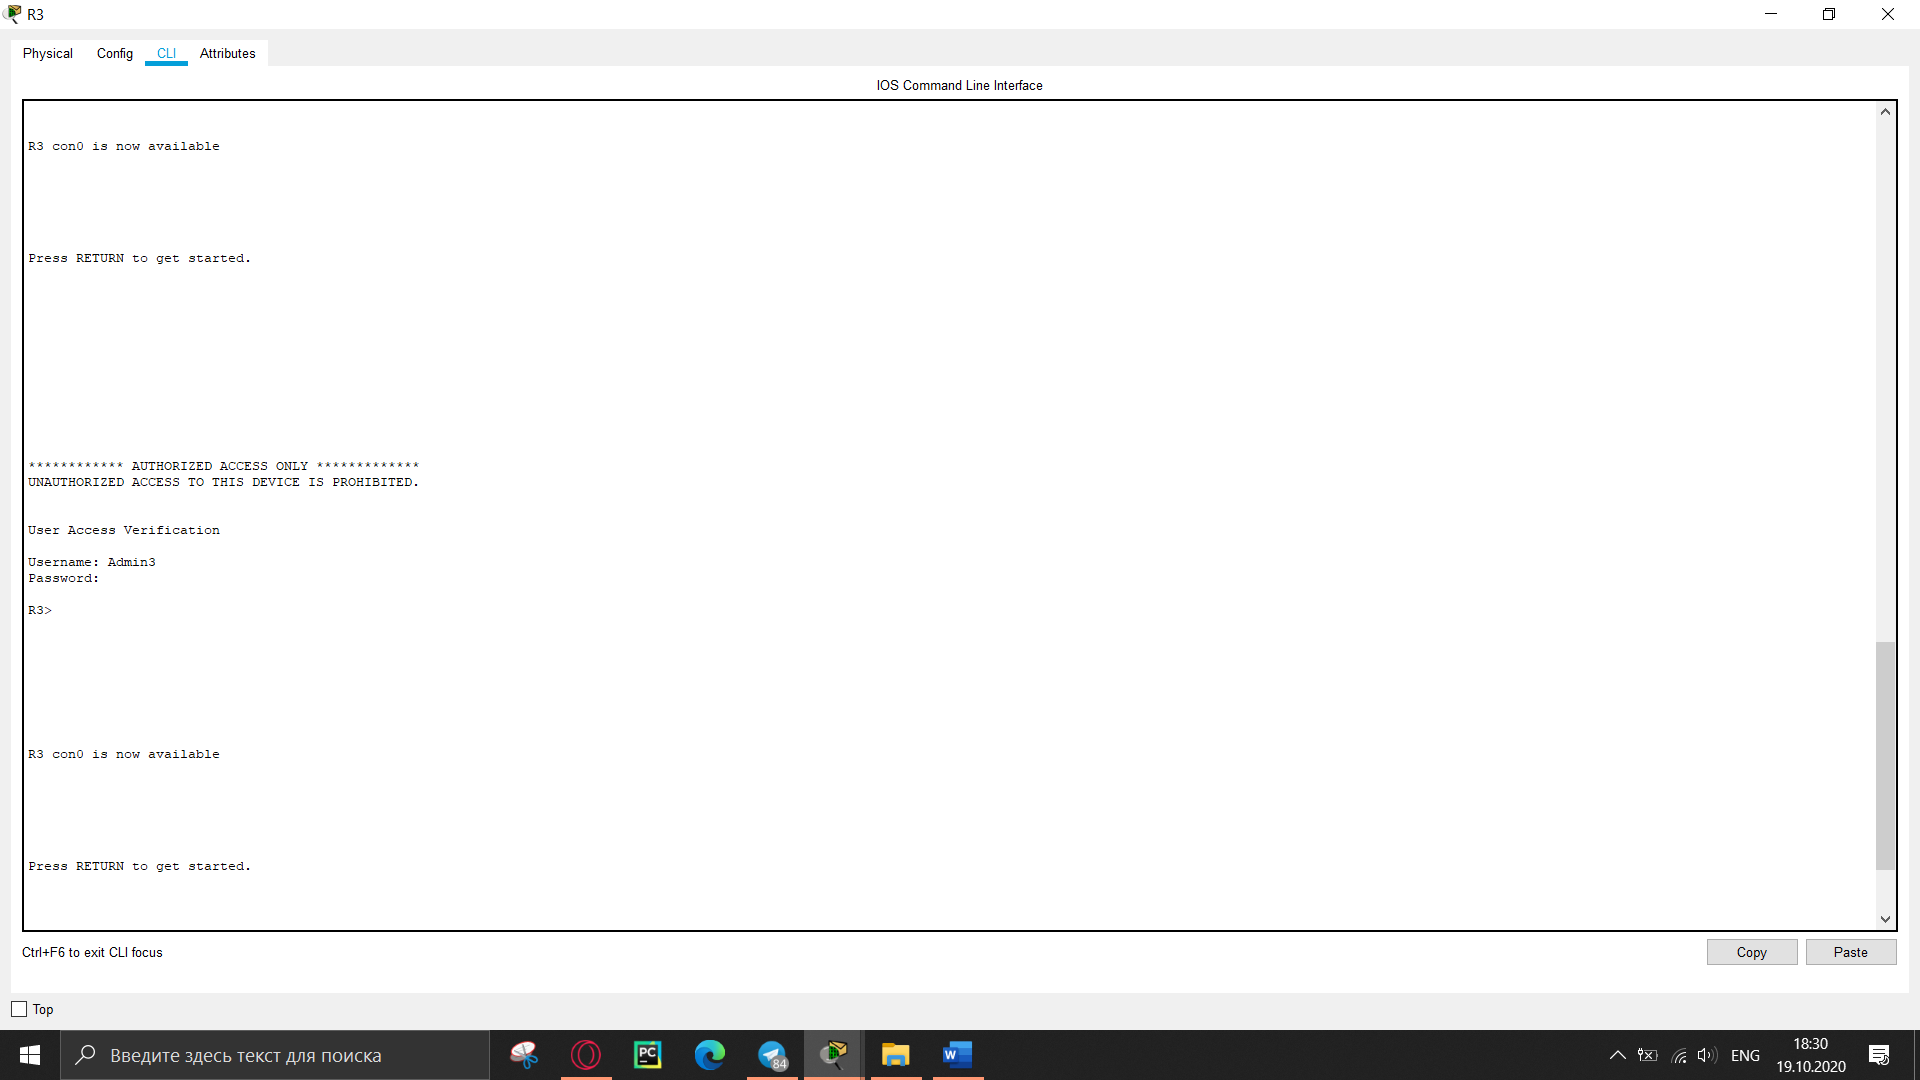 R3
Physical Config CLI Attributes
IOS Command Line Interface
R3 con0 is now available
Press RETURN to get started.
************ AUTHORIZED ACCESS ONLY *************
UNAUTHORIZED ACCESS TO THIS DEVICE IS PROHIBITED.
User Access Verification
Username: Admin3
Password:
R3>
R3 con0 is now available
Press RETURN to get started.
Ctrl+F6 to exit CLI focus
Copy Paste
Top
Введите здесь текст для поиска
PC
84
W
ENG
18:30
19.10.2020